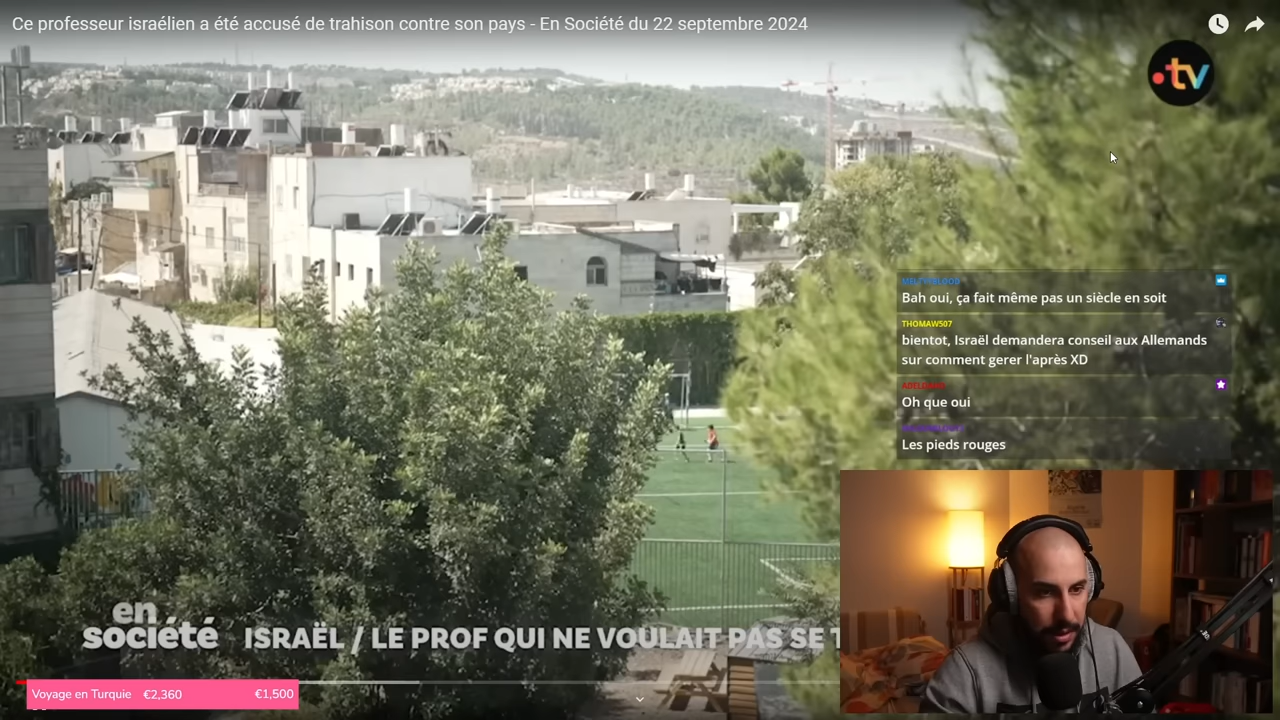 Ce professeur israélien a été accusé de trahison contre son pays - En Société du 22 septembre 2024
tv
Bah oui, ça fait même pas un siècle en soit
THOMAWS07
bientot, Israël demandera conseil aux Allemands
sur comment gerer l'après XD
Oh que oui
Les pieds rouges
en
société
ISRAËL / LE PROF QUI NE VOULAIT PAS SE
Voyage en Turquie €2,360 €1,500